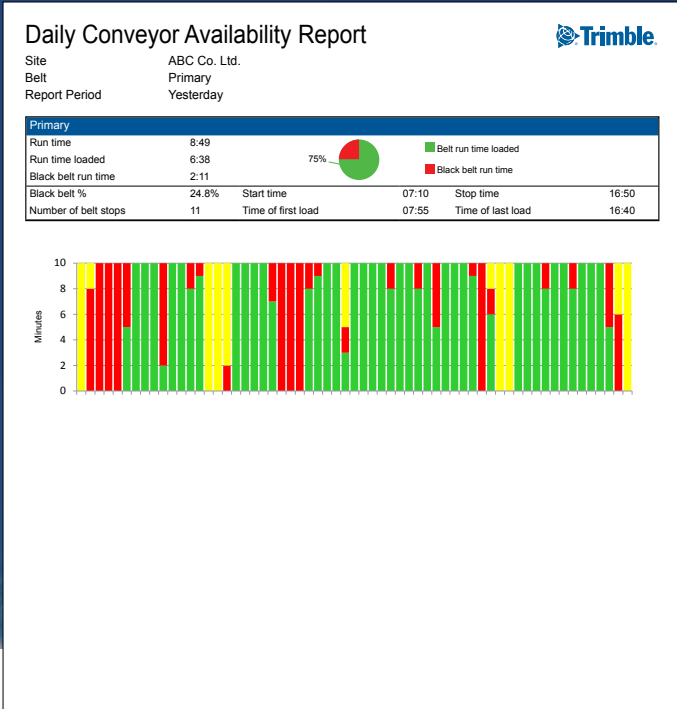 Daily Conveyor Availability Report
Trimble.
Site ABC Co. Ltd.
Belt Primary
Report Period Yesterday
Primary
Run time 8:49
Run time loaded 6:38
Black belt run time 2:11
75%
Belt run time loaded
Black belt run time
Black belt % 24.8% Start time 07:10 Stop time 16:50
Number of belt stops 11 Time of first load 07:55 Time of last load 16:40
Minutes
10
8
6
4
2
0